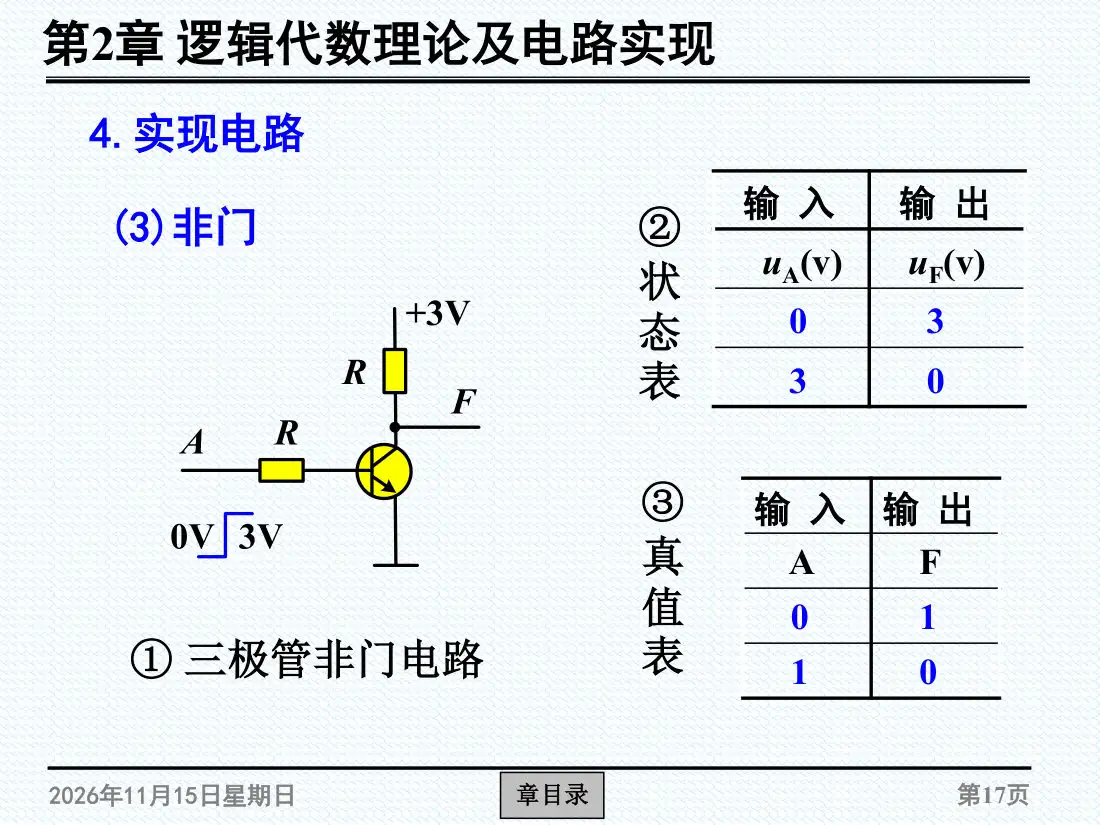 第2章 逻辑代数理论及电路实现
4.实现电路
(3)非门
+3V
R
F
A
R
0V 3V
① 三极管非门电路
②
状
态
表
输 入 输 出
uA(v) uF(v)
0 3
3 0
③
真
值
表
输 入 输 出
A F
0 1
1 0
2026年11月15日星期日
章目录
第17页